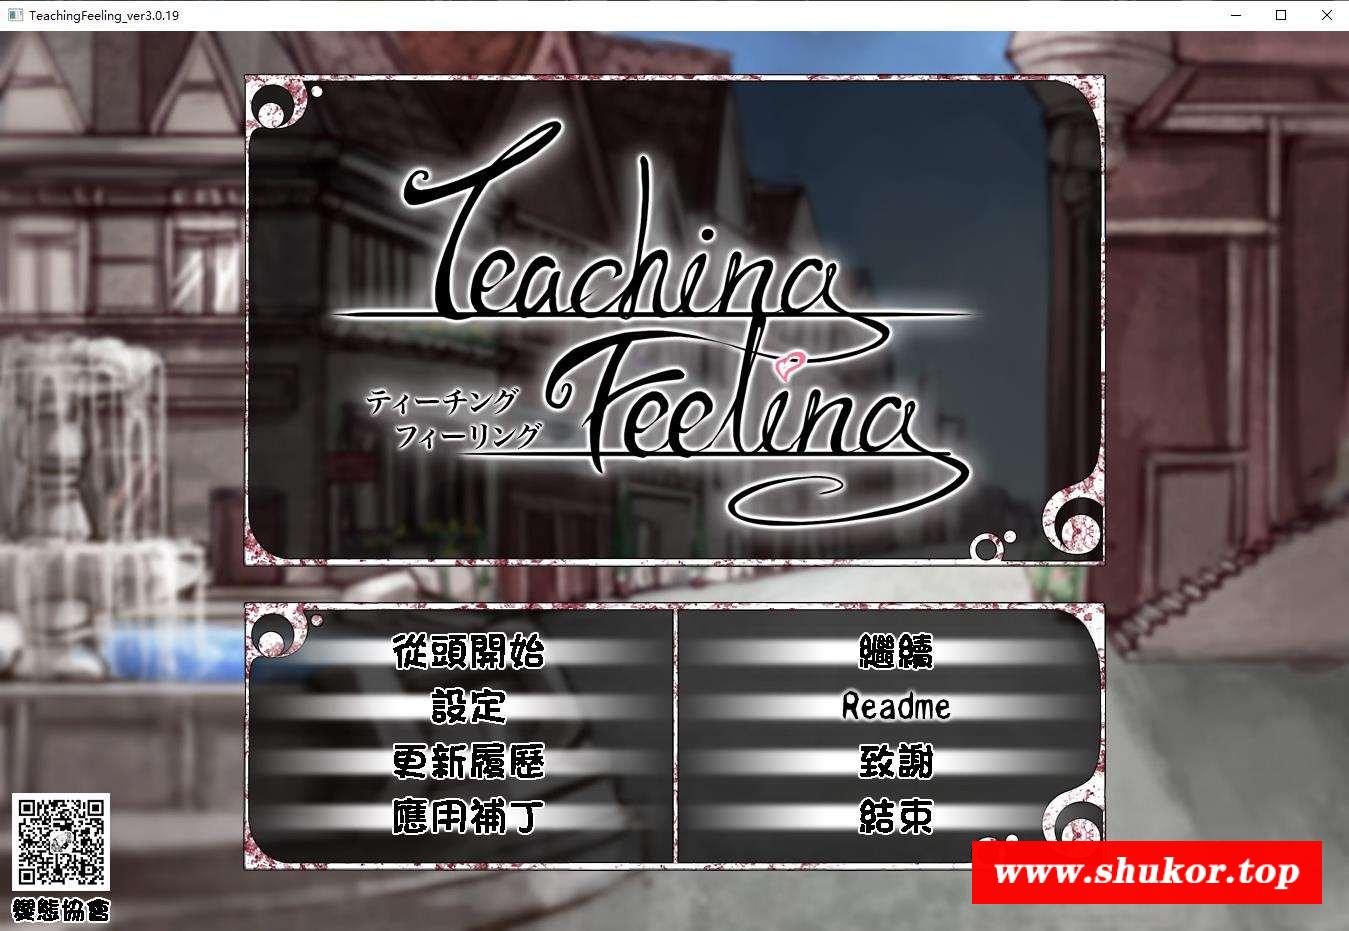 TeachingFeeling_ver3.0.19
Teaching
Feeling
ティーチング
フィーリング
從頭開始
繼續
設定
Readme
更新履歷
致謝
應用補丁
結束
變態協會
www.shukor.top